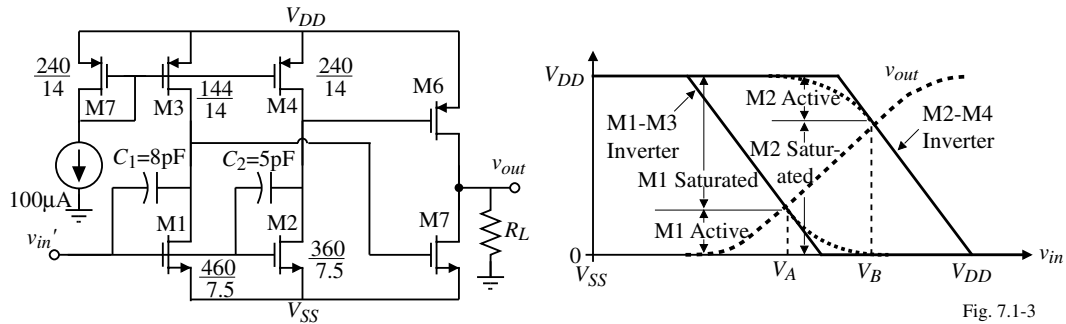 V_DD
240
14
M7
M3
144
14
M4
240
14
M6
C1=8pF
C2=5pF
100μA
v_out
M1
M2
M7
R_L
v_in'
460
7.5
360
7.5
V_SS
V_DD
v_out
M2 Active
M1-M3
Inverter
M2-M4
Inverter
M2 Satur-
ated
M1 Saturated
M1 Active
0
V_SS
V_A
V_B
V_DD
v_in
Fig. 7.1-3